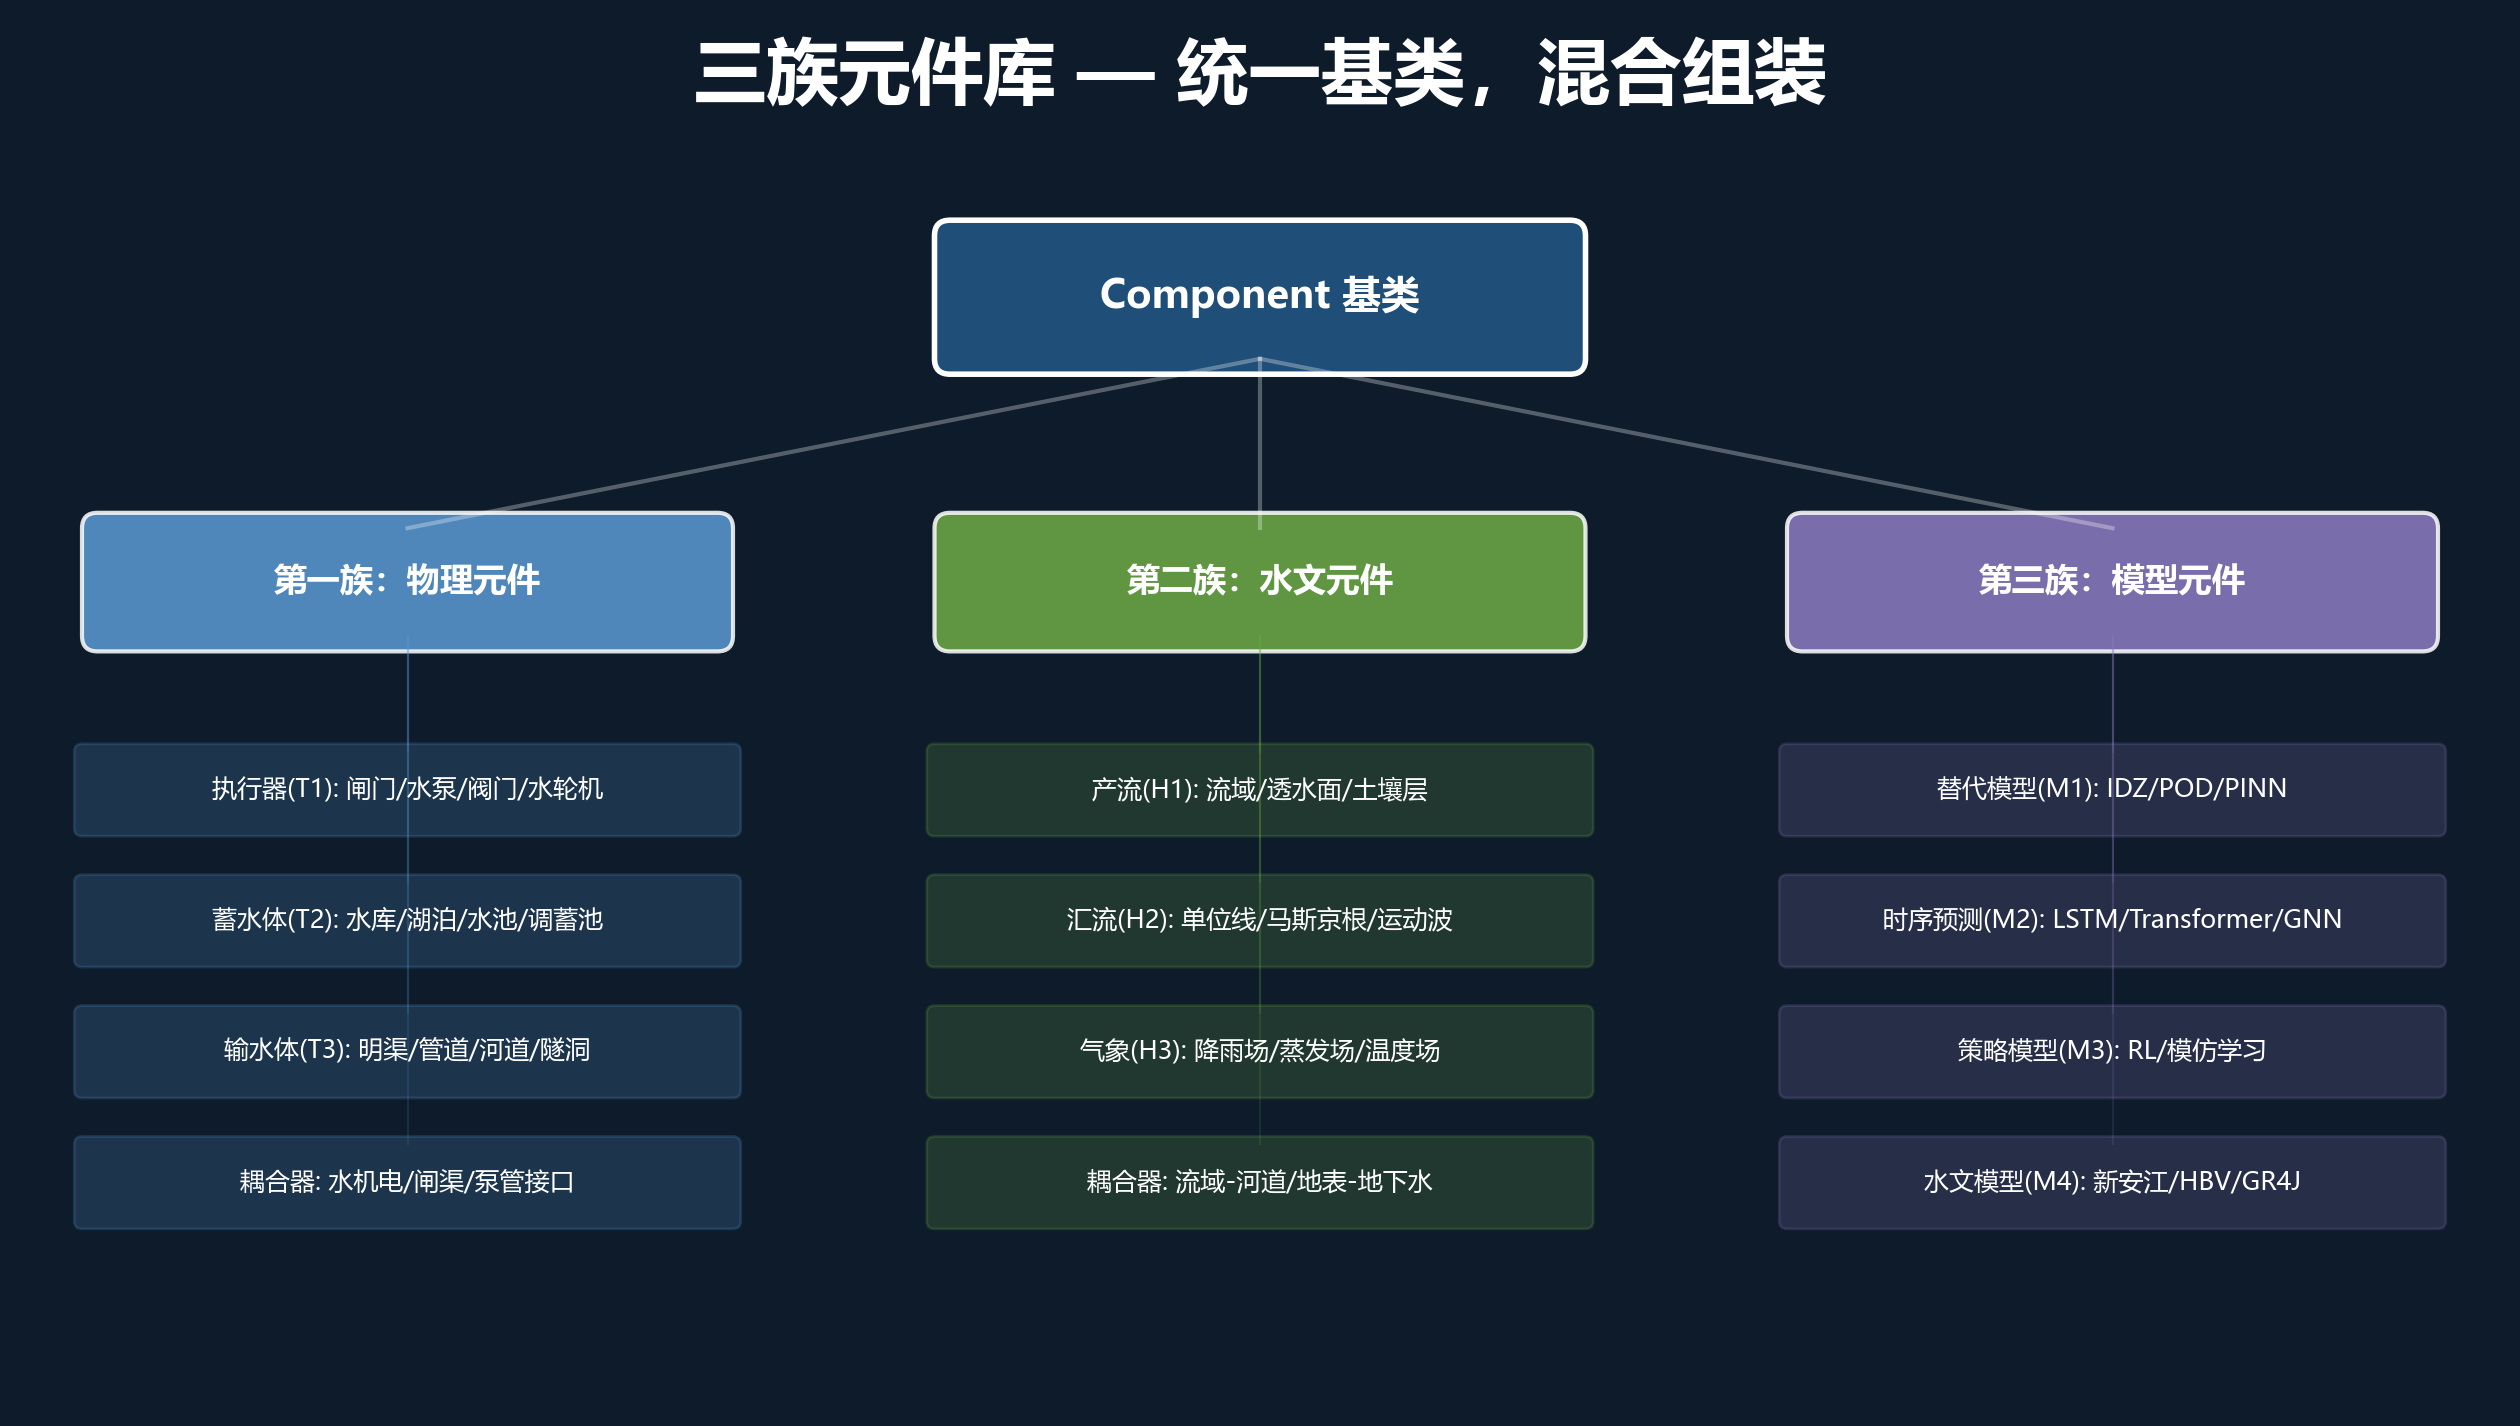 三族元件库 — 统一基类，混合组装
Component 基类
第一族：物理元件
执行器(T1): 闸门/水泵/阀门/水轮机
蓄水体(T2): 水库/湖泊/水池/调蓄池
输水体(T3): 明渠/管道/河道/隧洞
耦合器: 水机电/闸渠/泵管接口
第二族：水文元件
产流(H1): 流域/透水面/土壤层
汇流(H2): 单位线/马斯京根/运动波
气象(H3): 降雨场/蒸发场/温度场
耦合器: 流域-河道/地表-地下水
第三族：模型元件
替代模型(M1): IDZ/POD/PINN
时序预测(M2): LSTM/Transformer/GNN
策略模型(M3): RL/模仿学习
水文模型(M4): 新安江/HBV/GR4J